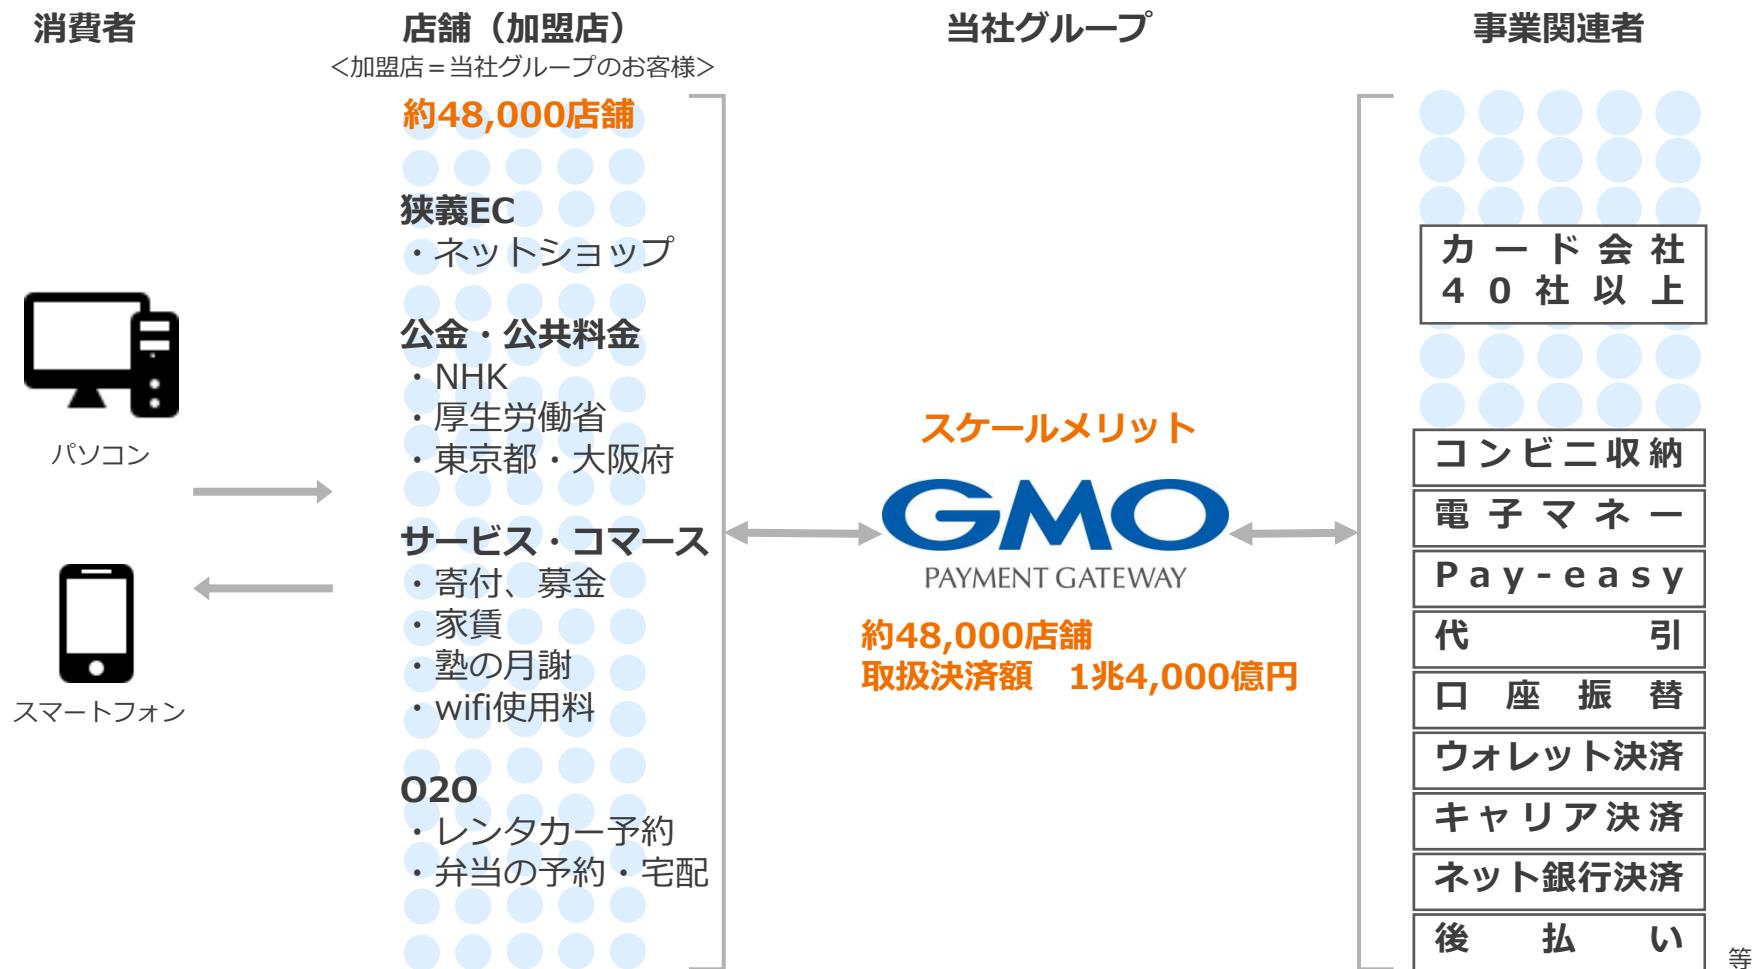 消費者
店舗（加盟店）
<加盟店＝当社グループのお客様>
当社グループ
事業関連者
約48,000店舗
狭義EC
・ネットショップ
公金・公共料金
・NHK
・厚生労働省
・東京都・大阪府
サービス・コマース
・寄付、募金
・家賃
・塾の月謝
・wifi使用料
O2O
・レンタカー予約
・弁当の予約・宅配
パソコン
スマートフォン
スケールメリット
GMO
PAYMENT GATEWAY
約48,000店舗
取扱決済額　1兆4,000億円
カード会社
４０社以上
コンビニ収納
電子マネー
Pay-easy
代引
口座振替
ウォレット決済
キャリア決済
ネット銀行決済
後払い
等